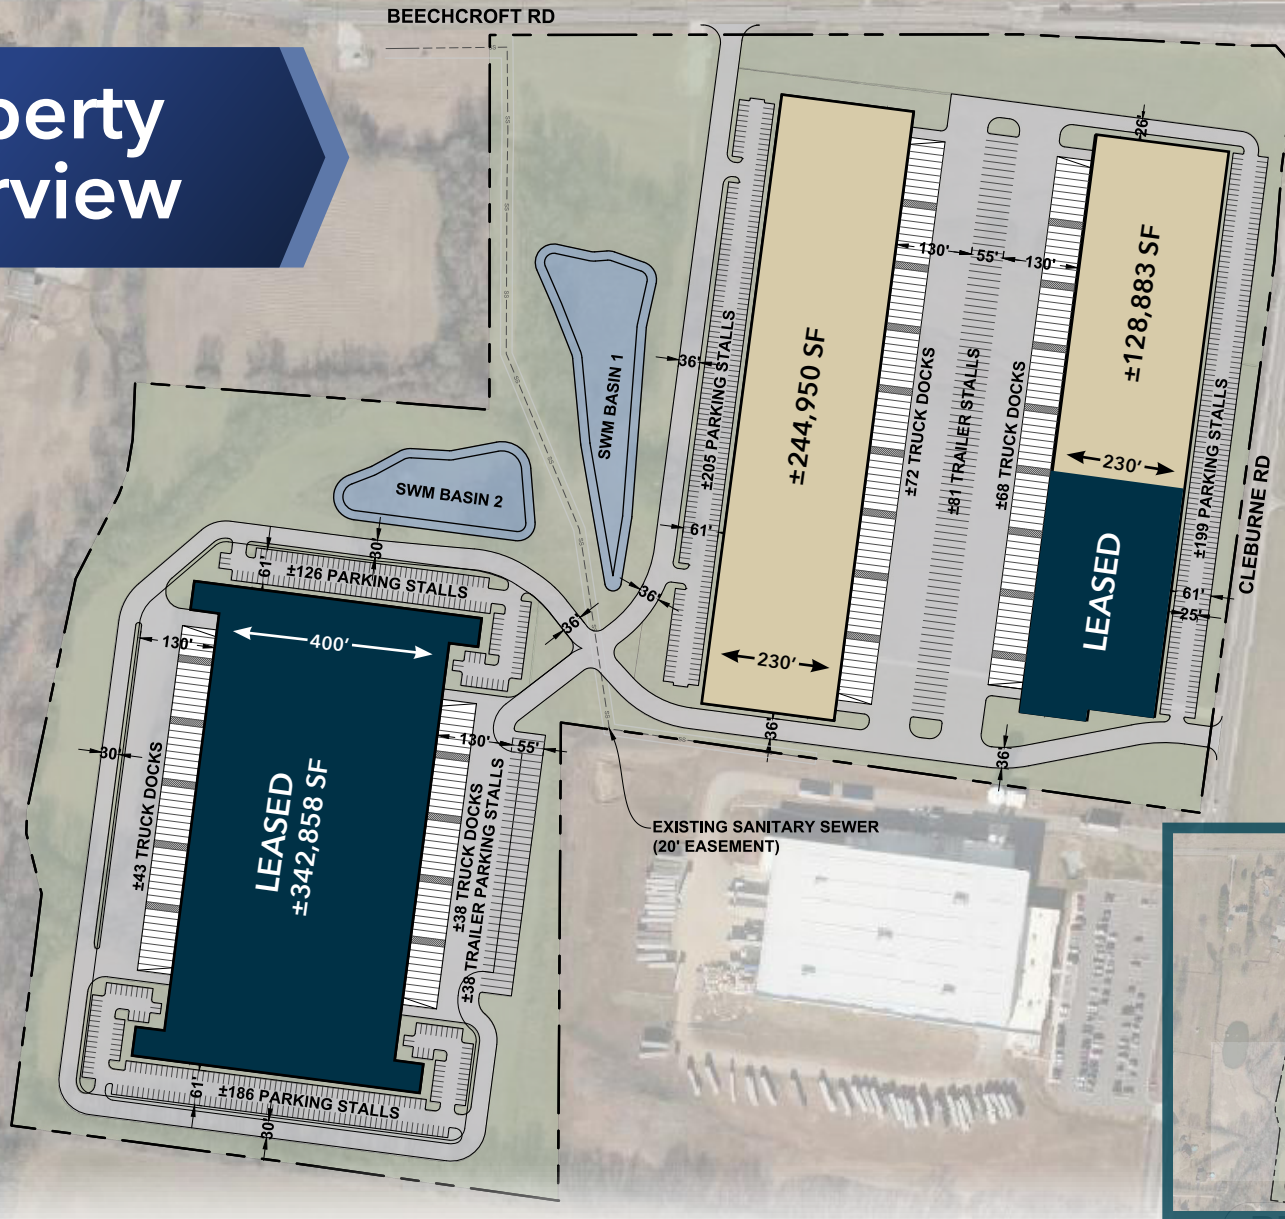 BEECHCROFT RD
perty
rview
26'
130'
55'
130'
±128,883 SF
SWM BASIN 1
36'
±205 PARKING STALLS
±244,950 SF
±72 TRUCK DOCKS
±81 TRAILER STALLS
±68 TRUCK DOCKS
±199 PARKING STALLS
230'
CLEBURNE RD
SWM BASIN 2
61'
30'
61'
±126 PARKING STALLS
36'
36'
LEASED
61'
25'
400'
130'
230'
36'
36'
30'
130'
55'
±43 TRUCK DOCKS
LEASED
±342,858 SF
±38 TRUCK DOCKS
±38 TRAILER PARKING STALLS
EXISTING SANITARY SEWER
(20' EASEMENT)
61'
±186 PARKING STALLS
30'